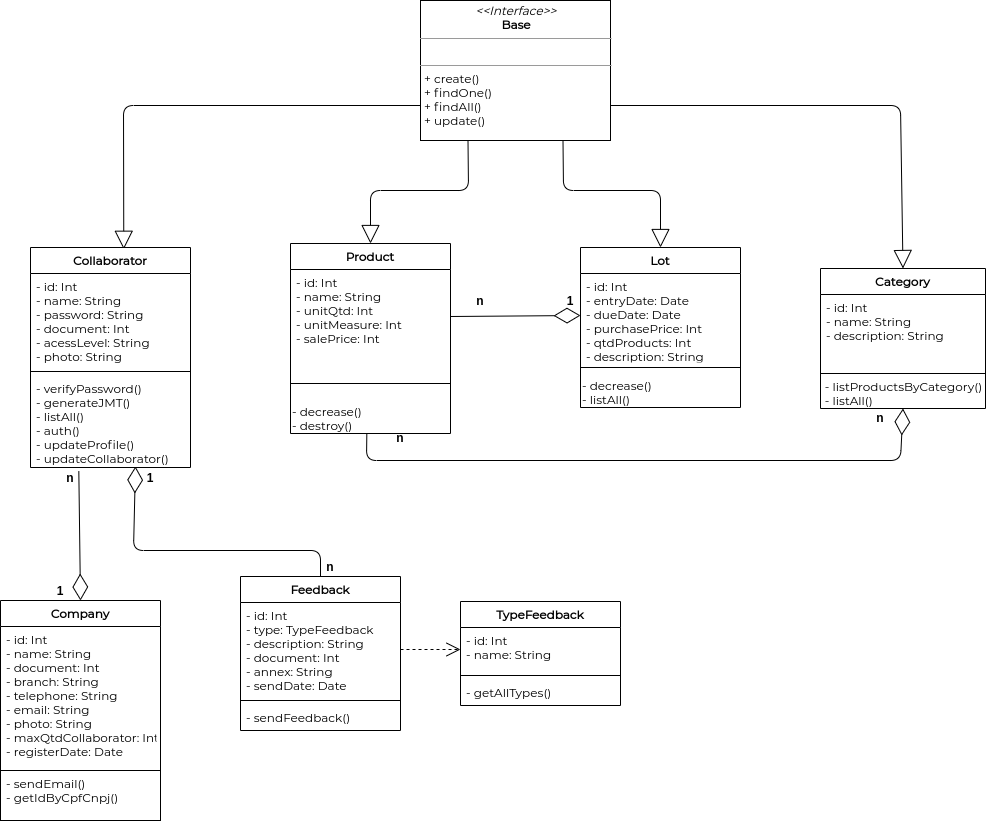 <<Interface>>
Base
+ create()
+ findOne()
+ findAll()
+ update()
Collaborator
- id: Int
- name: String
- password: String
- document: Int
- acessLevel: String
- photo: String
- verifyPassword()
- generateJMT()
- listAll()
- auth()
- updateProfile()
- updateCollaborator()
Product
- id: Int
- name: String
- unitQtd: Int
- unitMeasure: Int
- salePrice: Int
- decrease()
- destroy()
n
1
Lot
- id: Int
- entryDate: Date
- dueDate: Date
- purchasePrice: Int
- qtdProducts: Int
- description: String
- decrease()
- listAll()
Category
- id: Int
- name: String
- description: String
- listProductsByCategory()
- listAll()
n
n
n
1
1
n
Company
- id: Int
- name: String
- document: Int
- branch: String
- telephone: String
- email: String
- photo: String
- maxQtdCollaborator: Int
- registerDate: Date
- sendEmail()
- getIdByCpfCnpj()
Feedback
- id: Int
- type: TypeFeedback
- description: String
- document: Int
- annex: String
- sendDate: Date
- sendFeedback()
TypeFeedback
- id: Int
- name: String
- getAllTypes()